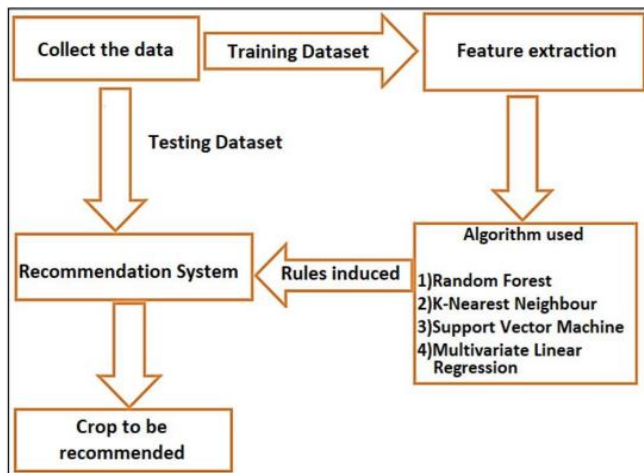 Collect the data
Training Dataset
Feature extraction
Testing Dataset
Recommendation System
Rules induced
Algorithm used
1)Random Forest
2)K-Nearest Neighbour
3)Support Vector Machine
4)Multivariate Linear
Regression
Crop to be
recommended